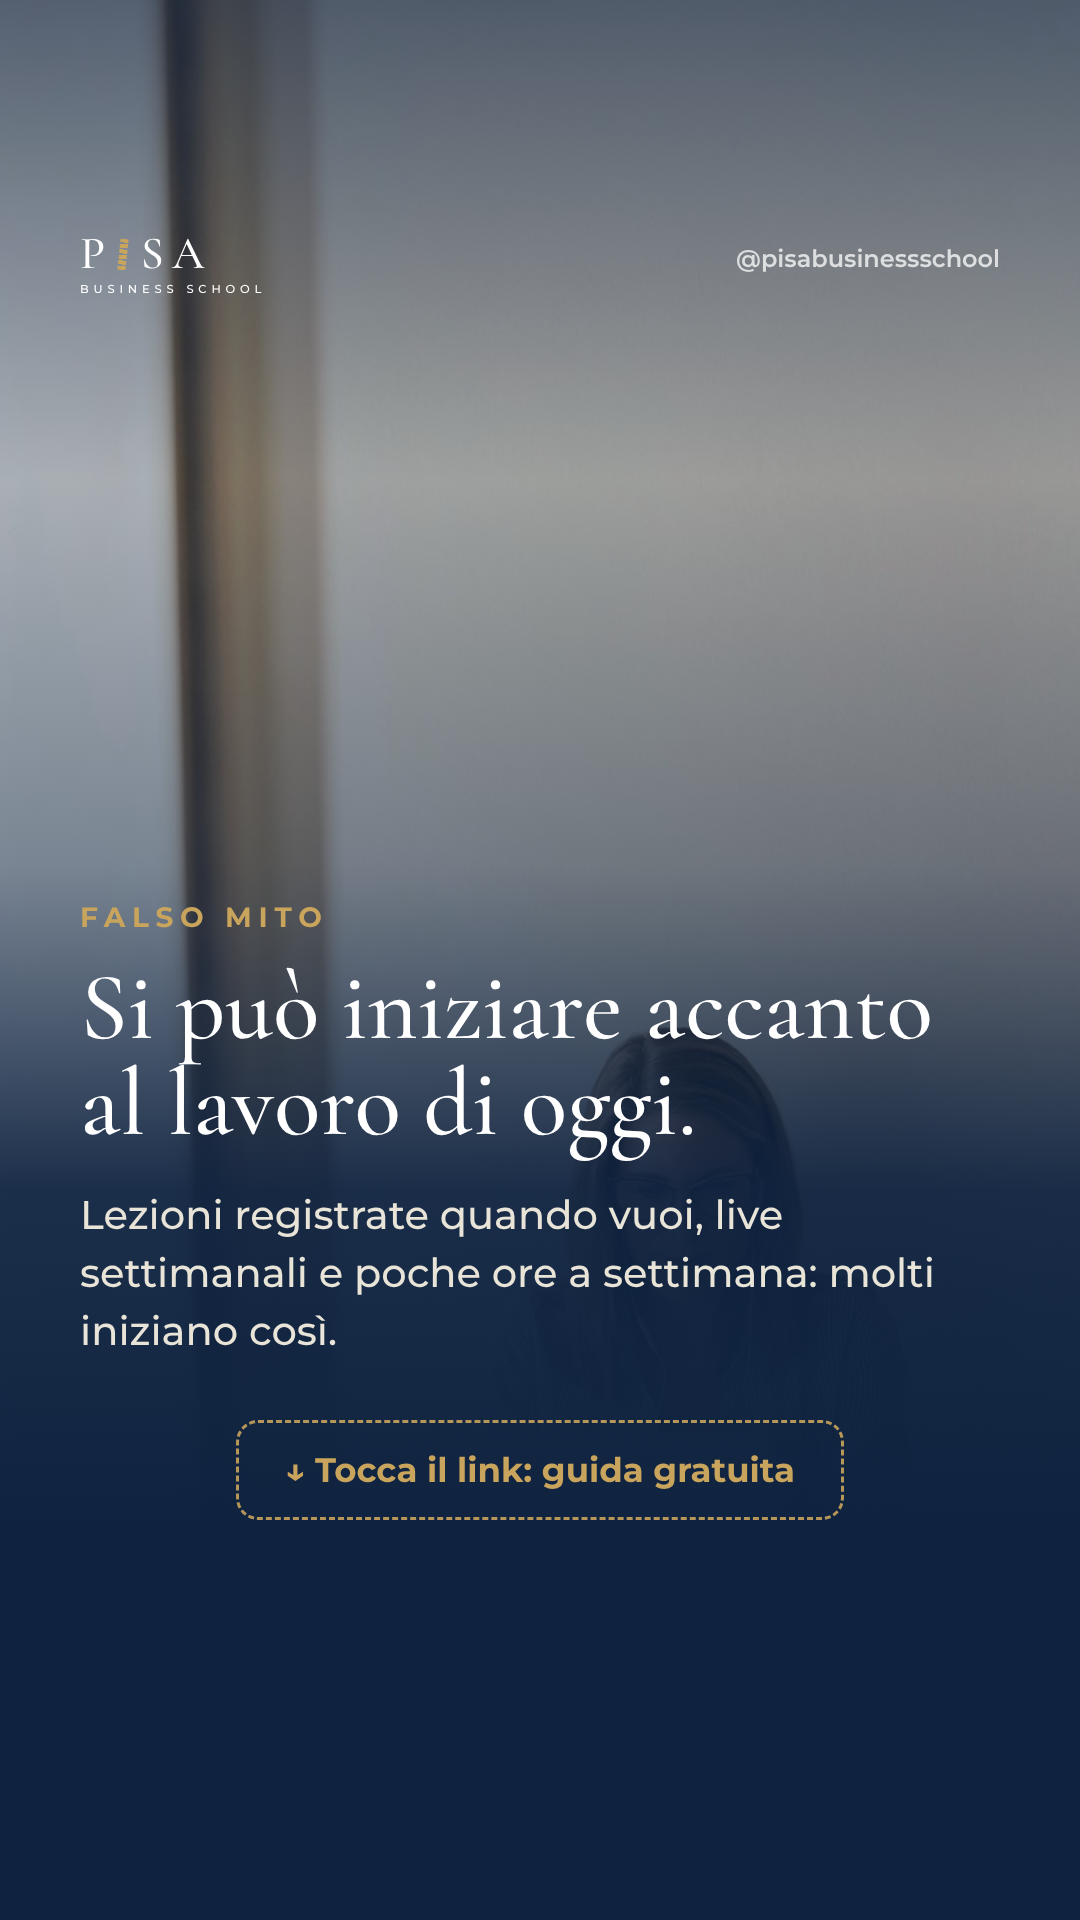 PISA
BUSINESS SCHOOL
@pisabusinessschool
FALSO MITO
Si può iniziare accanto
al lavoro di oggi.
Lezioni registrate quando vuoi, live
settimanali e poche ore a settimana: molti
iniziano così.
↓ Tocca il link: guida gratuita